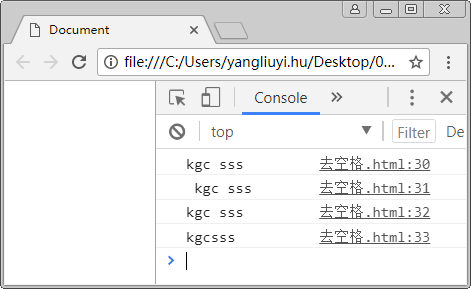 Document
file:///C:/Users/yangliuyi.hu/Desktop/0...
Console
top
Filter
De
kgc sss 去空格.html:30
 kgc sss 去空格.html:31
kgc sss 去空格.html:32
kgcsss 去空格.html:33